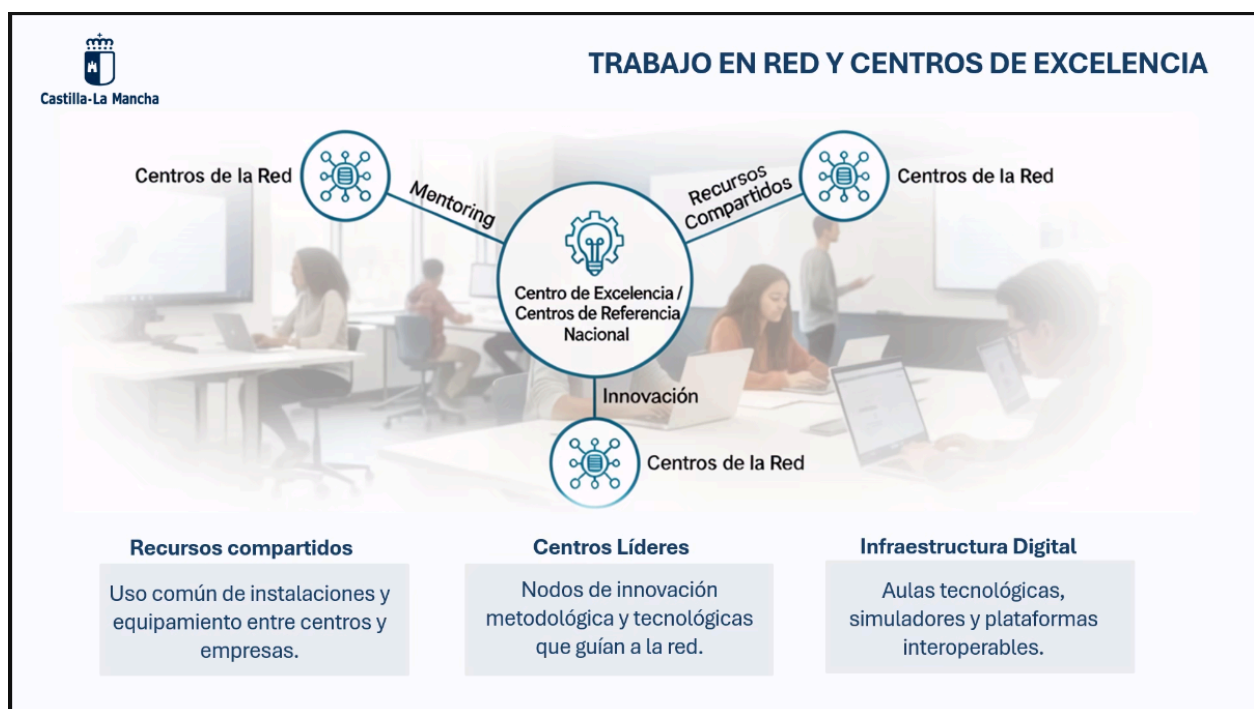 Castilla-La Mancha
TRABAJO EN RED Y CENTROS DE EXCELENCIA
Centros de la Red
Mentoring
Recursos
Compartidos
Centros de la Red
Centro de Excelencia /
Centros de Referencia
Nacional
Innovación
Centros de la Red
Recursos compartidos
Uso común de instalaciones y
equipamiento entre centros y
empresas.
Centros Líderes
Nodos de innovación
metodológica y tecnológicas
que guían a la red.
Infraestructura Digital
Aulas tecnológicas,
simuladores y plataformas
interoperables.